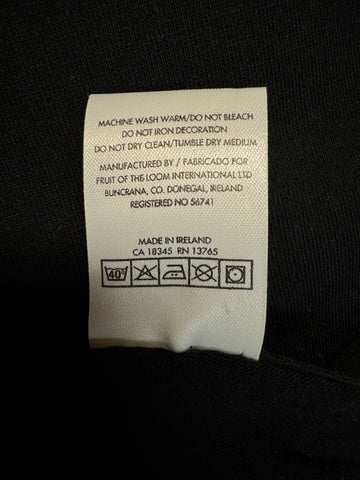 MACHINE WASH WARM/DO NOT BLEACH
DO NOT IRON DECORATION
DO NOT DRY CLEAN/TUMBLE DRY MEDIUM
MANUFACTURED BY / FABRICADO FOR
FRUIT OF THE LOOM INTERNATIONAL LTD
BUNCRANA, CO. DONEGAL, IRELAND
REGISTERED NO 56741
MADE IN IRELAND
CA 18345 RN 13765
40°